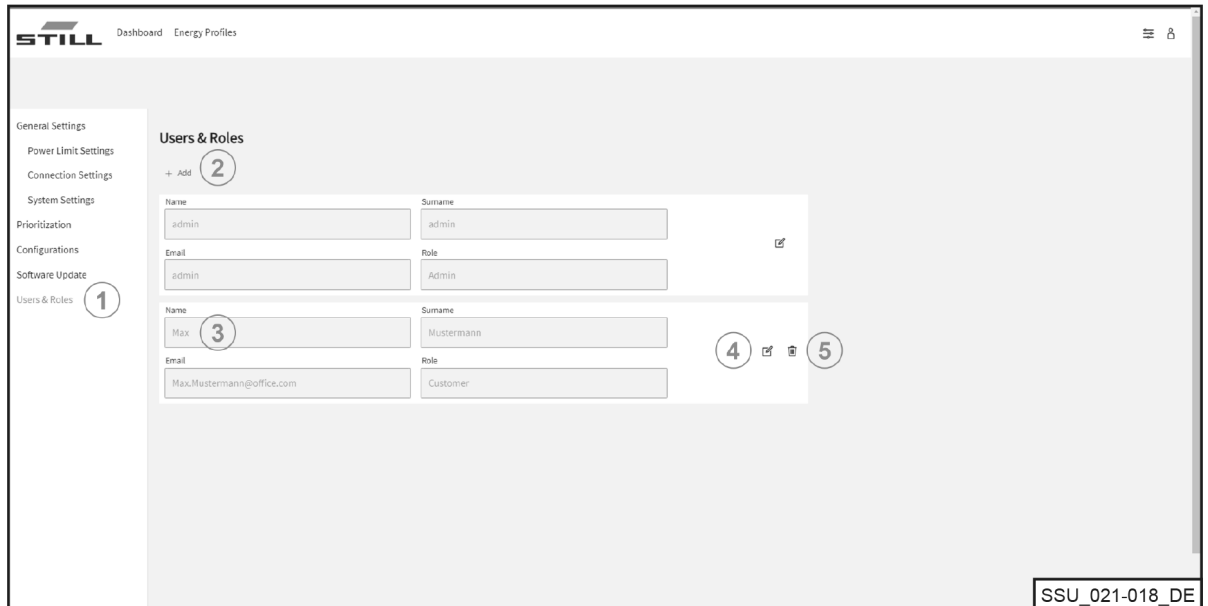 STILL Dashboard Energy Profiles
General Settings
Power Limit Settings
Connection Settings
System Settings
Prioritization
Configurations
Software Update
Users & Roles 1
Users & Roles
+ Add 2
Name Surname
admin admin
Email Role
admin Admin
Name Surname
Max 3 Mustermann
4 5
Email Role
Max.Mustermann@office.com Customer
SSU_021-018_DE